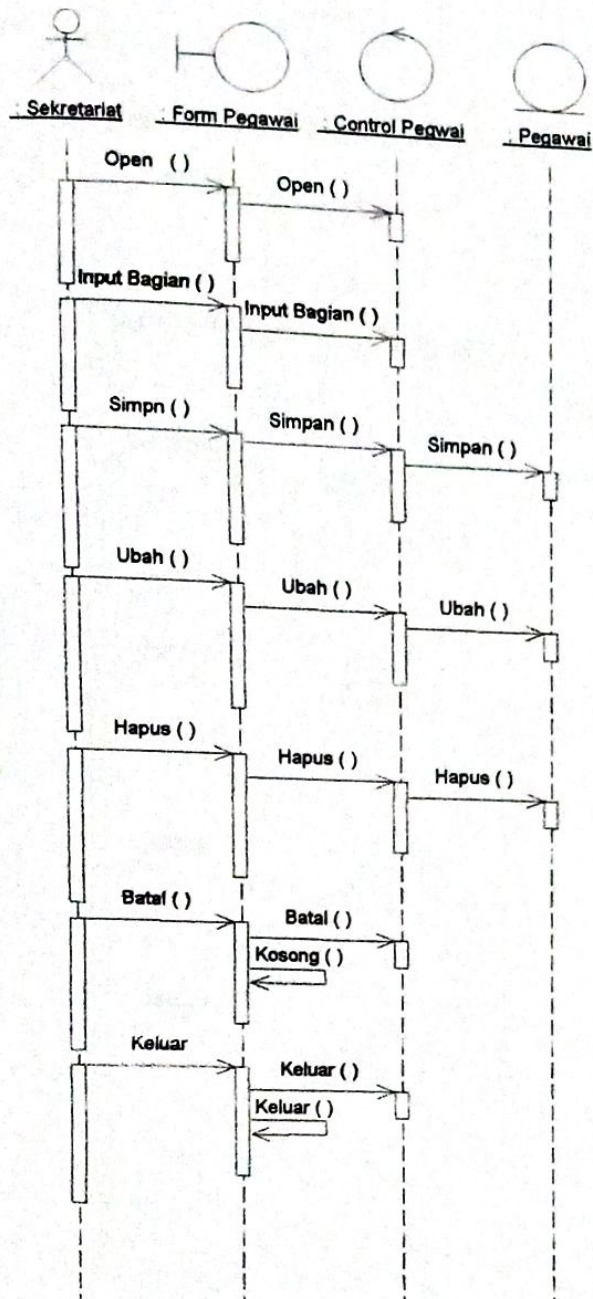 : Sekretariat
: Form Pegawai
: Control Pegwai
: Pegawai
Open ( )
Open ( )
Input Bagian ( )
Input Bagian ( )
Simpn ( )
Simpan ( )
Simpan ( )
Ubah ( )
Ubah ( )
Ubah ( )
Hapus ( )
Hapus ( )
Hapus ( )
Batal ( )
Batal ( )
Kosong ( )
Keluar
Keluar ( )
Keluar ( )